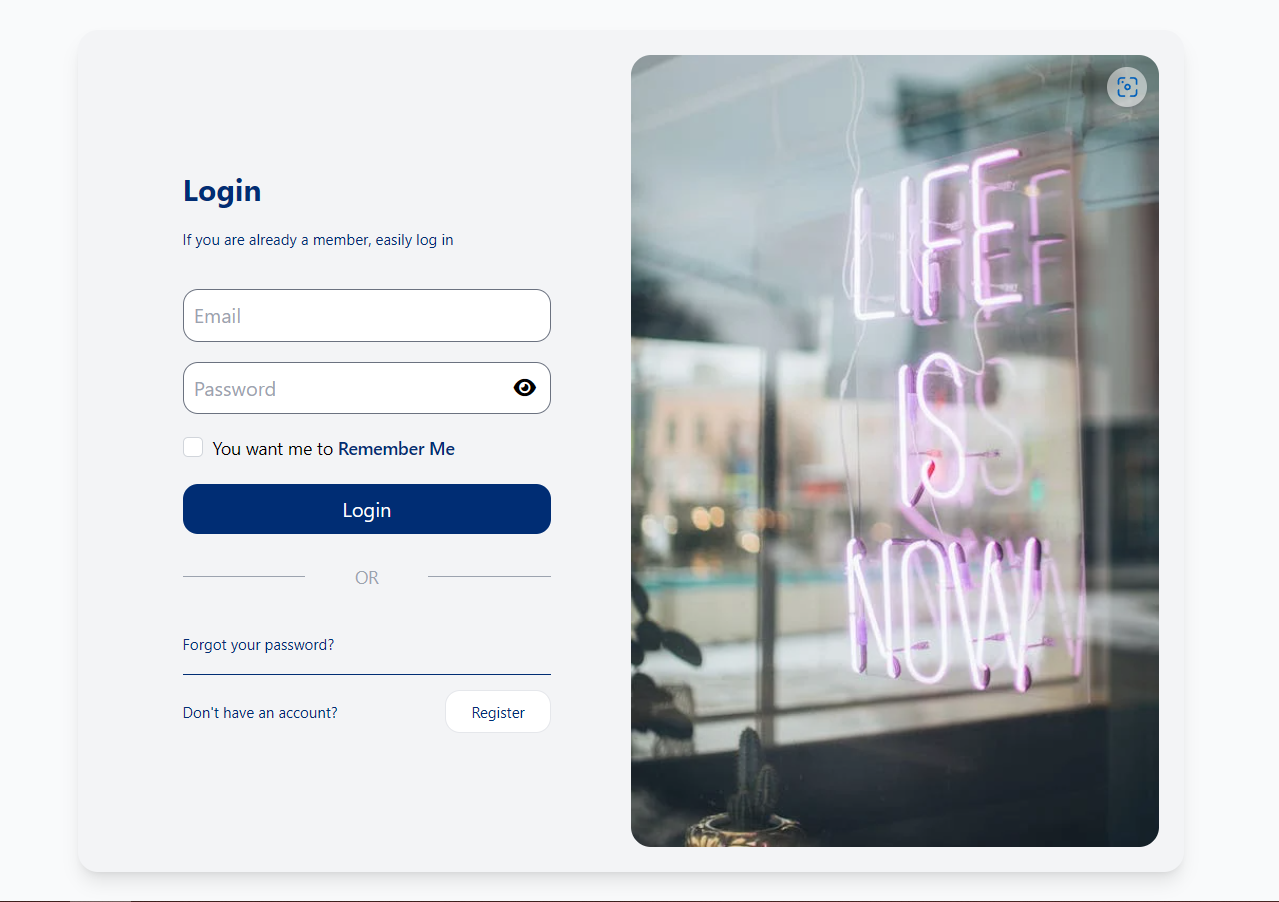 Login
If you are already a member, easily log in
Email
Password
You want me to Remember Me
Login
OR
Forgot your password?
Don't have an account?
Register
LIFE
IS
NOW